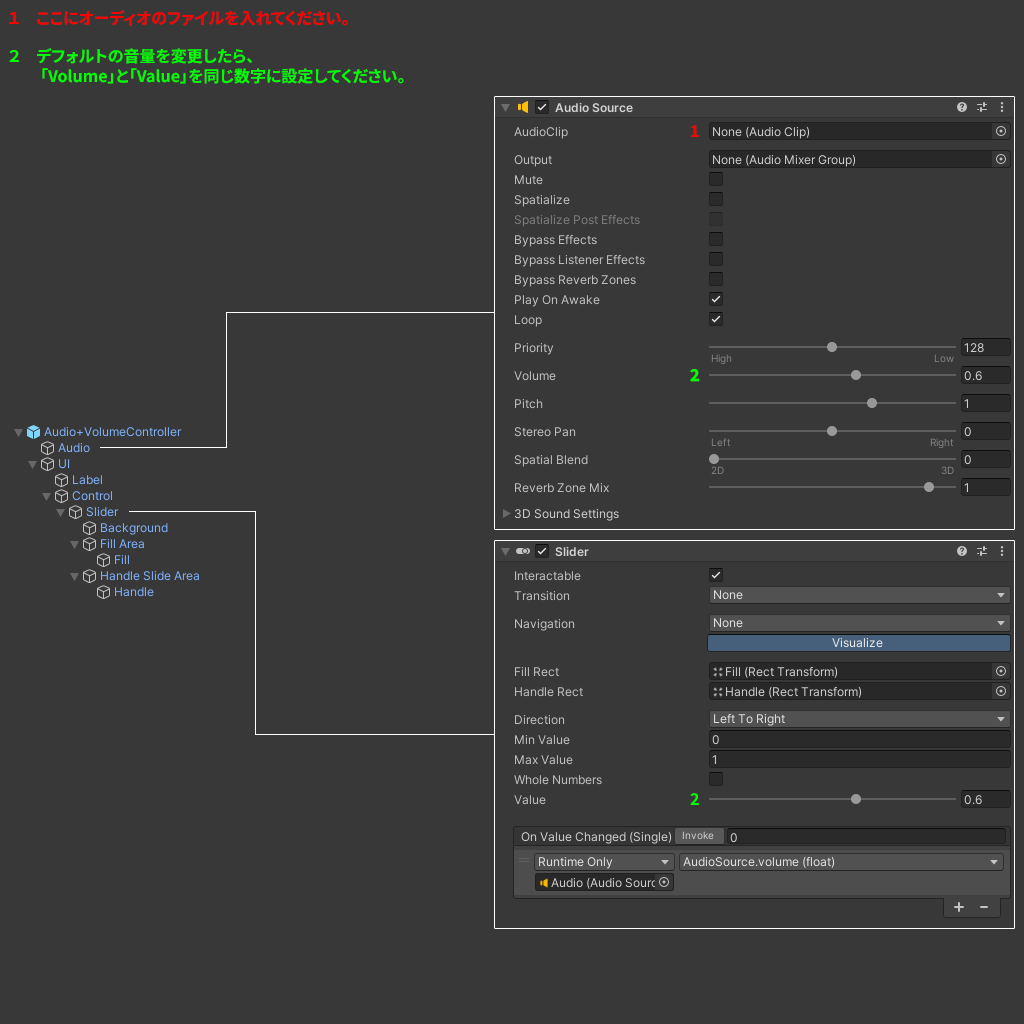 1 ここにオーディオのファイルを入れてください。
2 デフォルトの音量を変更したら、
「Volume」と「Value」を同じ数字に設定してください。
Audio Source
AudioClip 1 None (Audio Clip)
Output None (Audio Mixer Group)
Mute
Spatialize
Spatialize Post Effects
Bypass Effects
Bypass Listener Effects
Bypass Reverb Zones
Play On Awake
Loop
Priority 128
High Low
Volume 2 0.6
Pitch 1
Stereo Pan 0
Left Right
Spatial Blend 0
2D 3D
Reverb Zone Mix 1
3D Sound Settings
Audio+VolumeController
Audio
UI
Label
Control
Slider
Background
Fill Area
Fill
Handle Slide Area
Handle
Slider
Interactable
Transition None
Navigation None
Visualize
Fill Rect Fill (Rect Transform)
Handle Rect Handle (Rect Transform)
Direction Left To Right
Min Value 0
Max Value 1
Whole Numbers
Value 2 0.6
On Value Changed (Single) Invoke 0
Runtime Only AudioSource.volume (float)
Audio (Audio Sourc